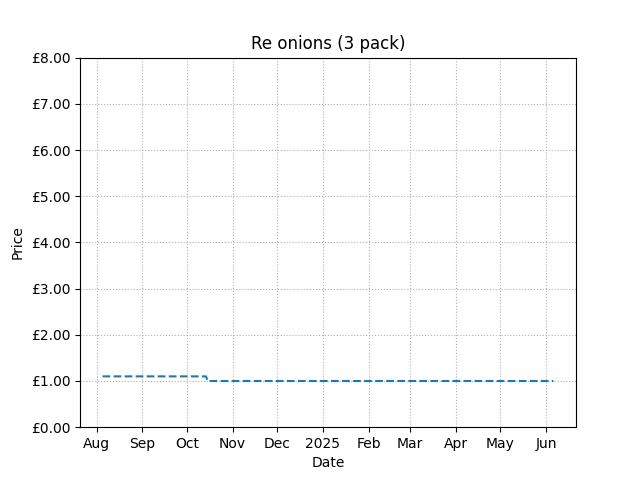 Re onions (3 pack)
£8.00
£7.00
£6.00
£5.00
£4.00
£3.00
£2.00
£1.00
£0.00
Price
Aug Sep Oct Nov Dec 2025 Feb Mar Apr May Jun
Date